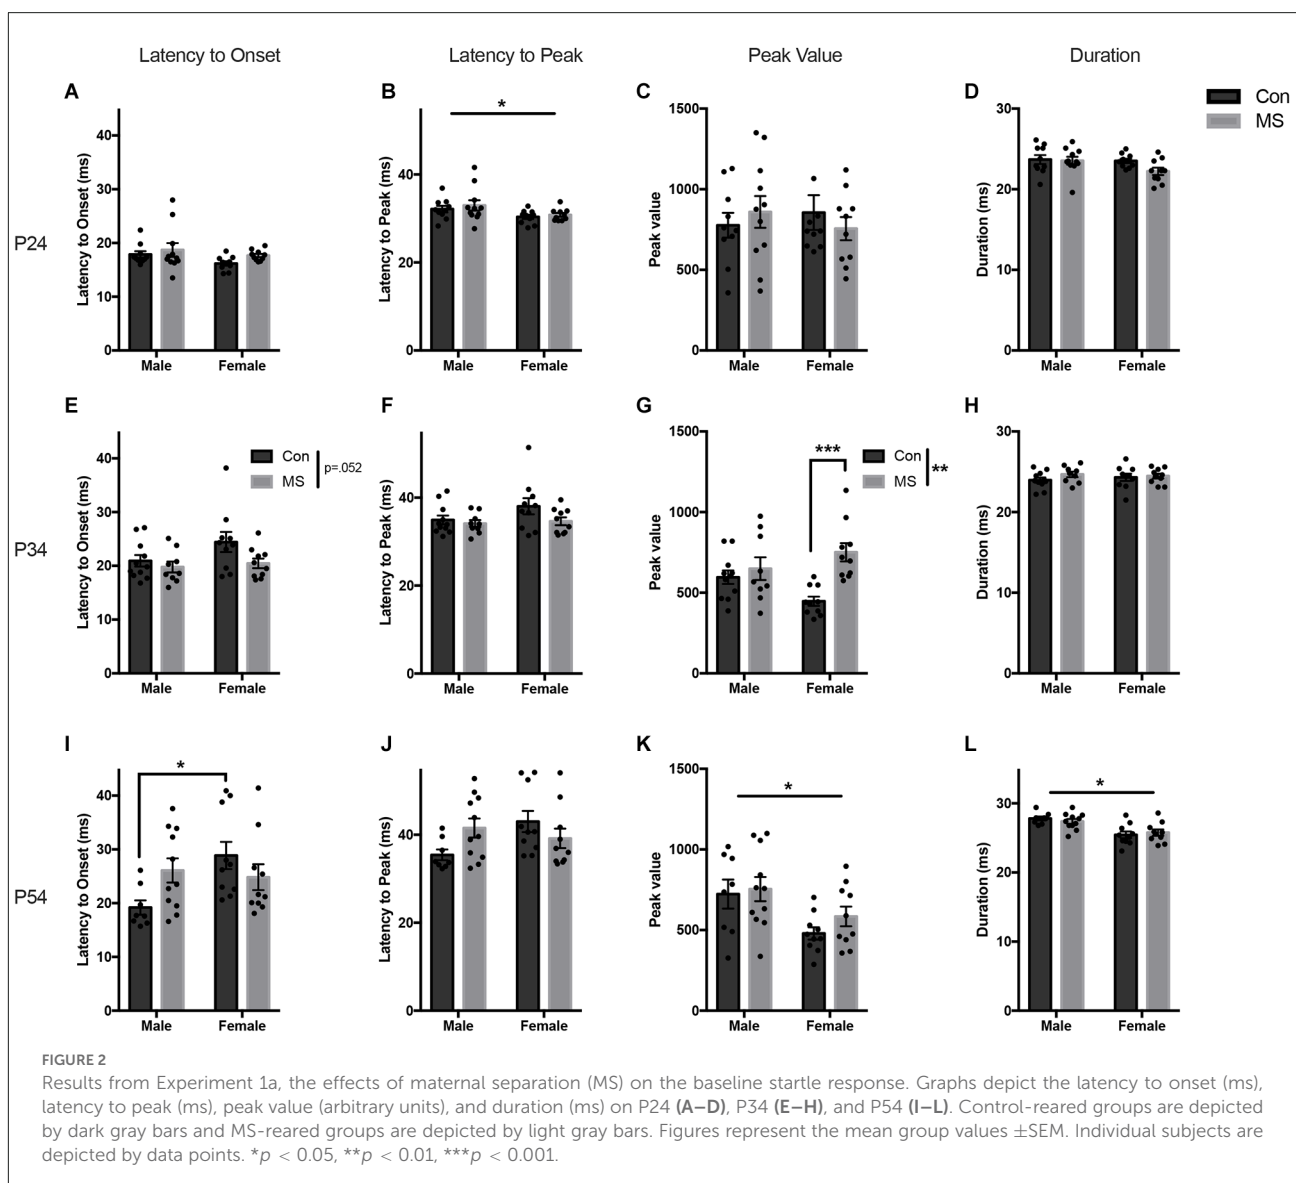 Latency to Onset
Latency to Peak
Peak Value
Duration
Con
MS
P24
A
Latency to Onset (ms)
40
30
20
10
0
Male
Female
B
Latency to Peak (ms)
40
20
0
*
Male
Female
C
Peak value
1500
1000
500
0
Male
Female
D
Duration (ms)
30
20
10
0
Male
Female
P34
E
Latency to Onset (ms)
40
30
20
10
0
Con
MS
p=.052
Male
Female
F
Latency to Peak (ms)
40
20
0
Male
Female
G
Peak value
1500
1000
500
0
***
Con
MS
**
Male
Female
H
Duration (ms)
30
20
10
0
Male
Female
P54
I
Latency to Onset (ms)
40
30
20
10
0
*
Male
Female
J
Latency to Peak (ms)
40
20
0
Male
Female
K
Peak value
1500
1000
500
0
*
Male
Female
L
Duration (ms)
30
20
10
0
*
Male
Female
FIGURE 2
Results from Experiment 1a, the effects of maternal separation (MS) on the baseline startle response. Graphs depict the latency to onset (ms),
latency to peak (ms), peak value (arbitrary units), and duration (ms) on P24 (A–D), P34 (E–H), and P54 (I–L). Control-reared groups are depicted
by dark gray bars and MS-reared groups are depicted by light gray bars. Figures represent the mean group values ±SEM. Individual subjects are
depicted by data points. *p < 0.05, **p < 0.01, ***p < 0.001.